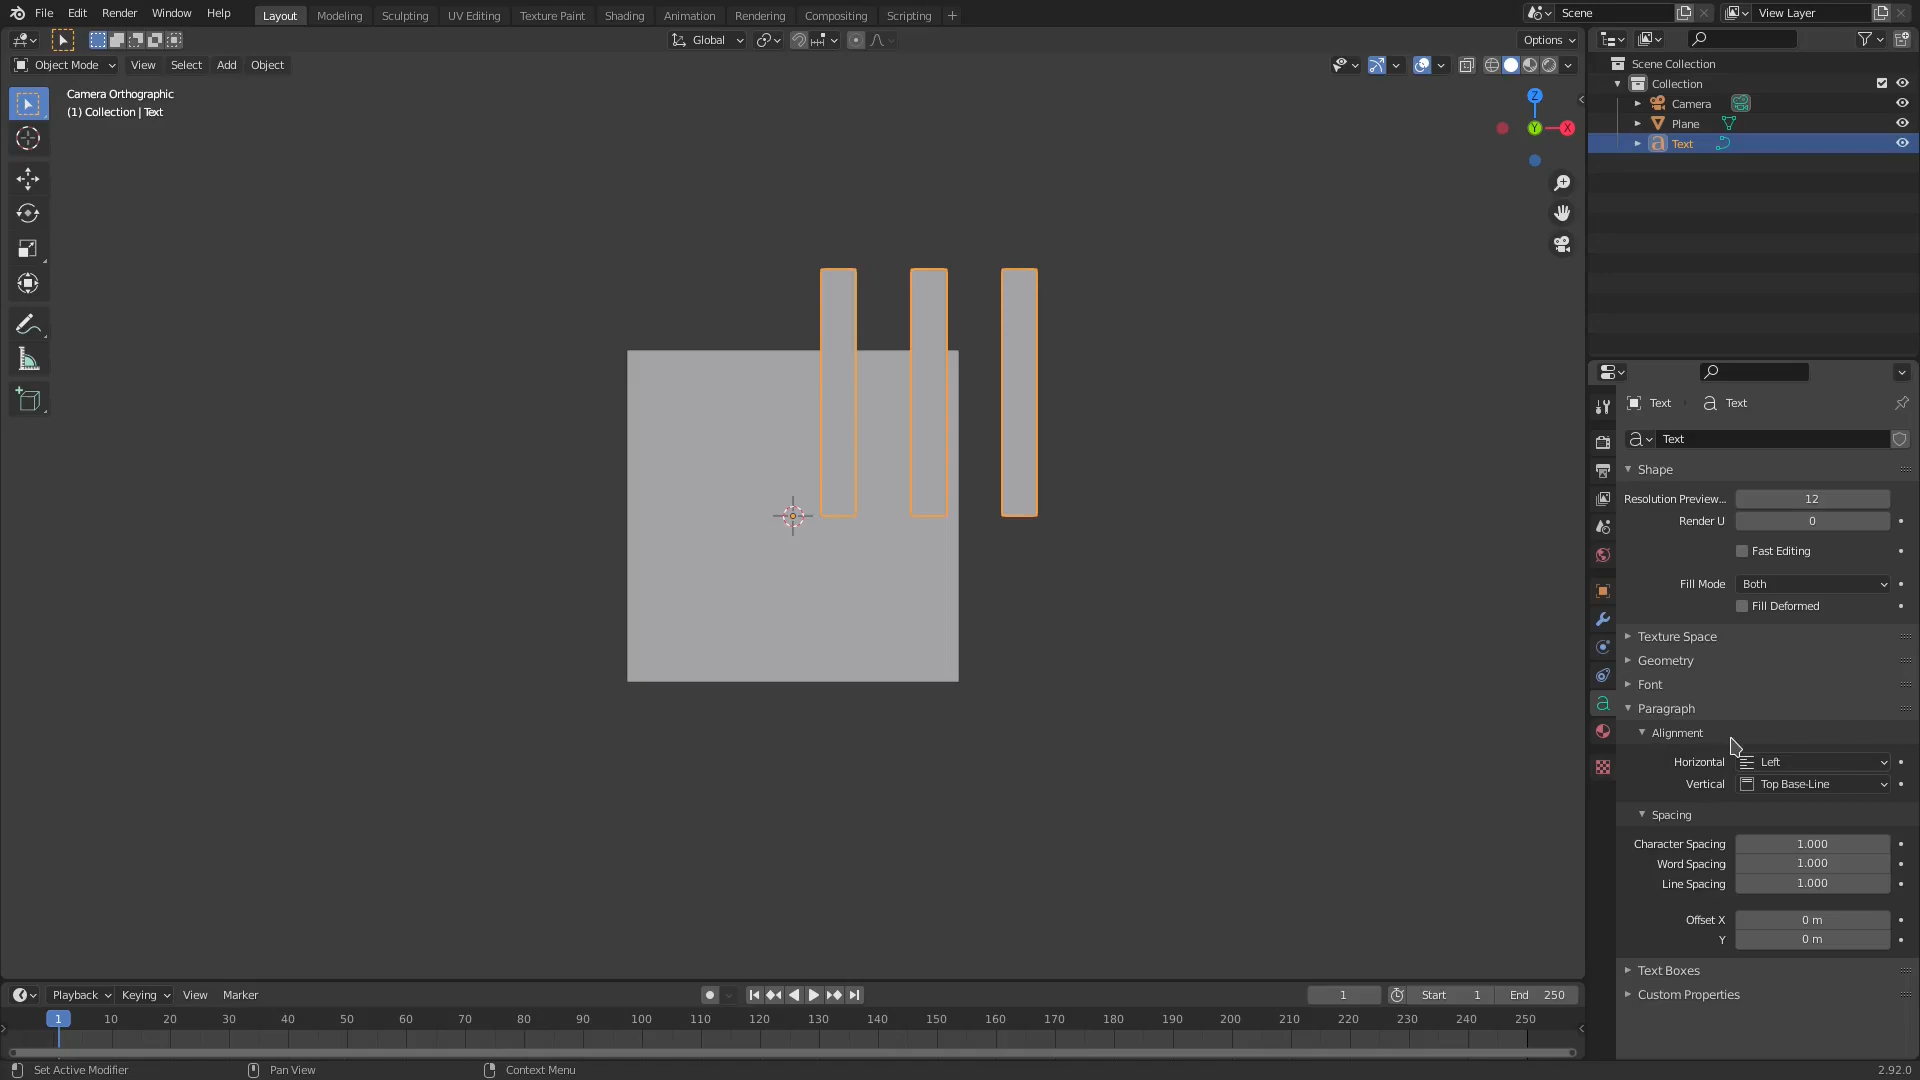 File Edit Render Window Help Layout Modeling Sculpting UV Editing Texture Paint Shading Animation Rendering Compositing Scripting + Scene View Layer
Global Options
Object Mode View Select Add Object
Camera Orthographic
(1) Collection | Text
Z
Y X
Scene Collection
Collection
Camera
Plane
a Text
Text a Text
a Text
Shape
Resolution Preview... 12
Render U 0
Fast Editing
Fill Mode Both
Fill Deformed
Texture Space
Geometry
Font
Paragraph
Alignment
Horizontal Left
Vertical Top Base-Line
Spacing
Character Spacing 1.000
Word Spacing 1.000
Line Spacing 1.000
Offset X 0 m
Y 0 m
Text Boxes
Custom Properties
Playback Keying View Marker 1 Start 1 End 250
1 10 20 30 40 50 60 70 80 90 100 110 120 130 140 150 160 170 180 190 200 210 220 230 240 250
Set Active Modifier Pan View Context Menu 2.92.0